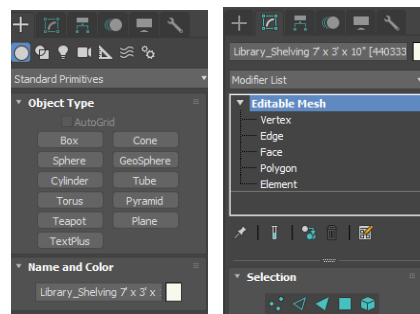 Standard Primitives
Object Type
AutoGrid
Box
Cone
Sphere
GeoSphere
Cylinder
Tube
Torus
Pyramid
Teapot
Plane
TextPlus
Name and Color
Library_Shelving 7' x 3' x
Library_Shelving 7' x 3' x 10" [440333
Modifier List
Editable Mesh
Vertex
Edge
Face
Polygon
Element
Selection